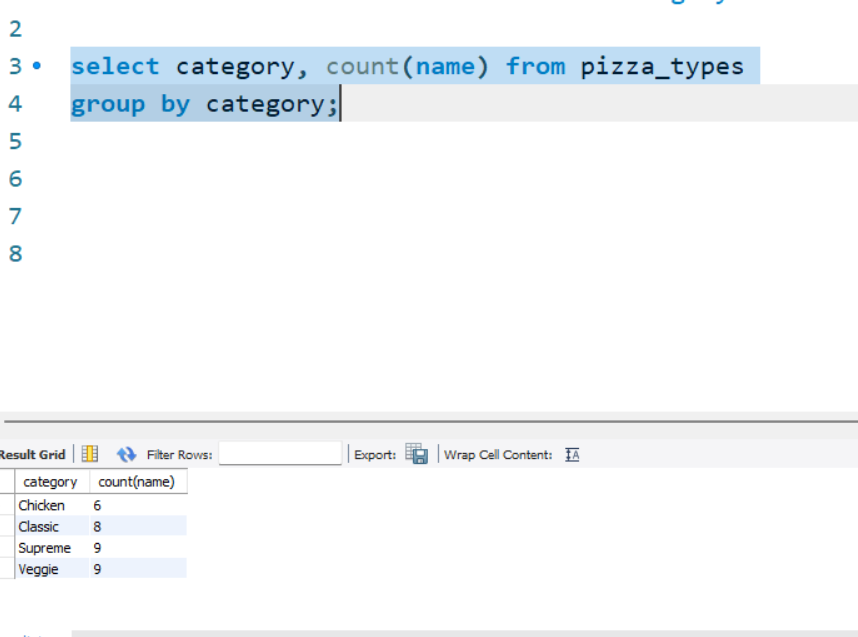 2
3 select category, count(name) from pizza_types
4 group by category;
5
6
7
8
Result Grid Filter Rows: Export: Wrap Cell Content:
category count(name)
Chicken 6
Classic 8
Supreme 9
Veggie 9